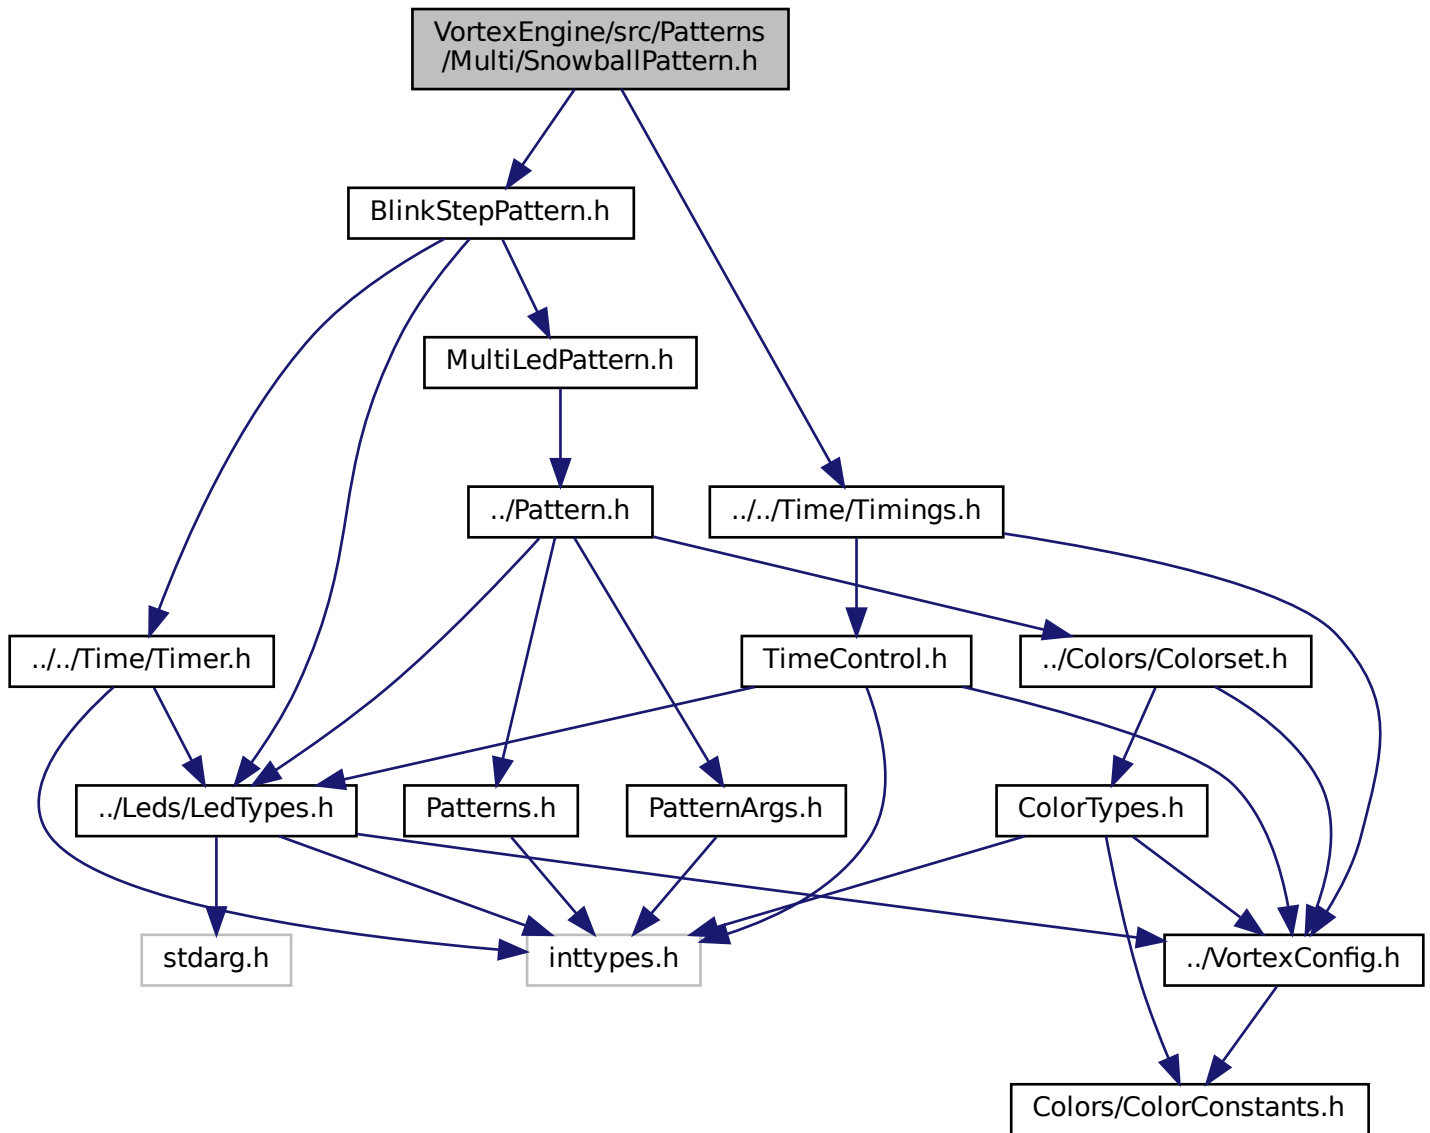 VortexEngine/src/Patterns
/Multi/SnowballPattern.h
BlinkStepPattern.h
MultiLedPattern.h
../Pattern.h
../../Time/Timings.h
../../Time/Timer.h
TimeControl.h
../Colors/Colorset.h
../Leds/LedTypes.h
Patterns.h
PatternArgs.h
ColorTypes.h
stdarg.h
inttypes.h
../VortexConfig.h
Colors/ColorConstants.h